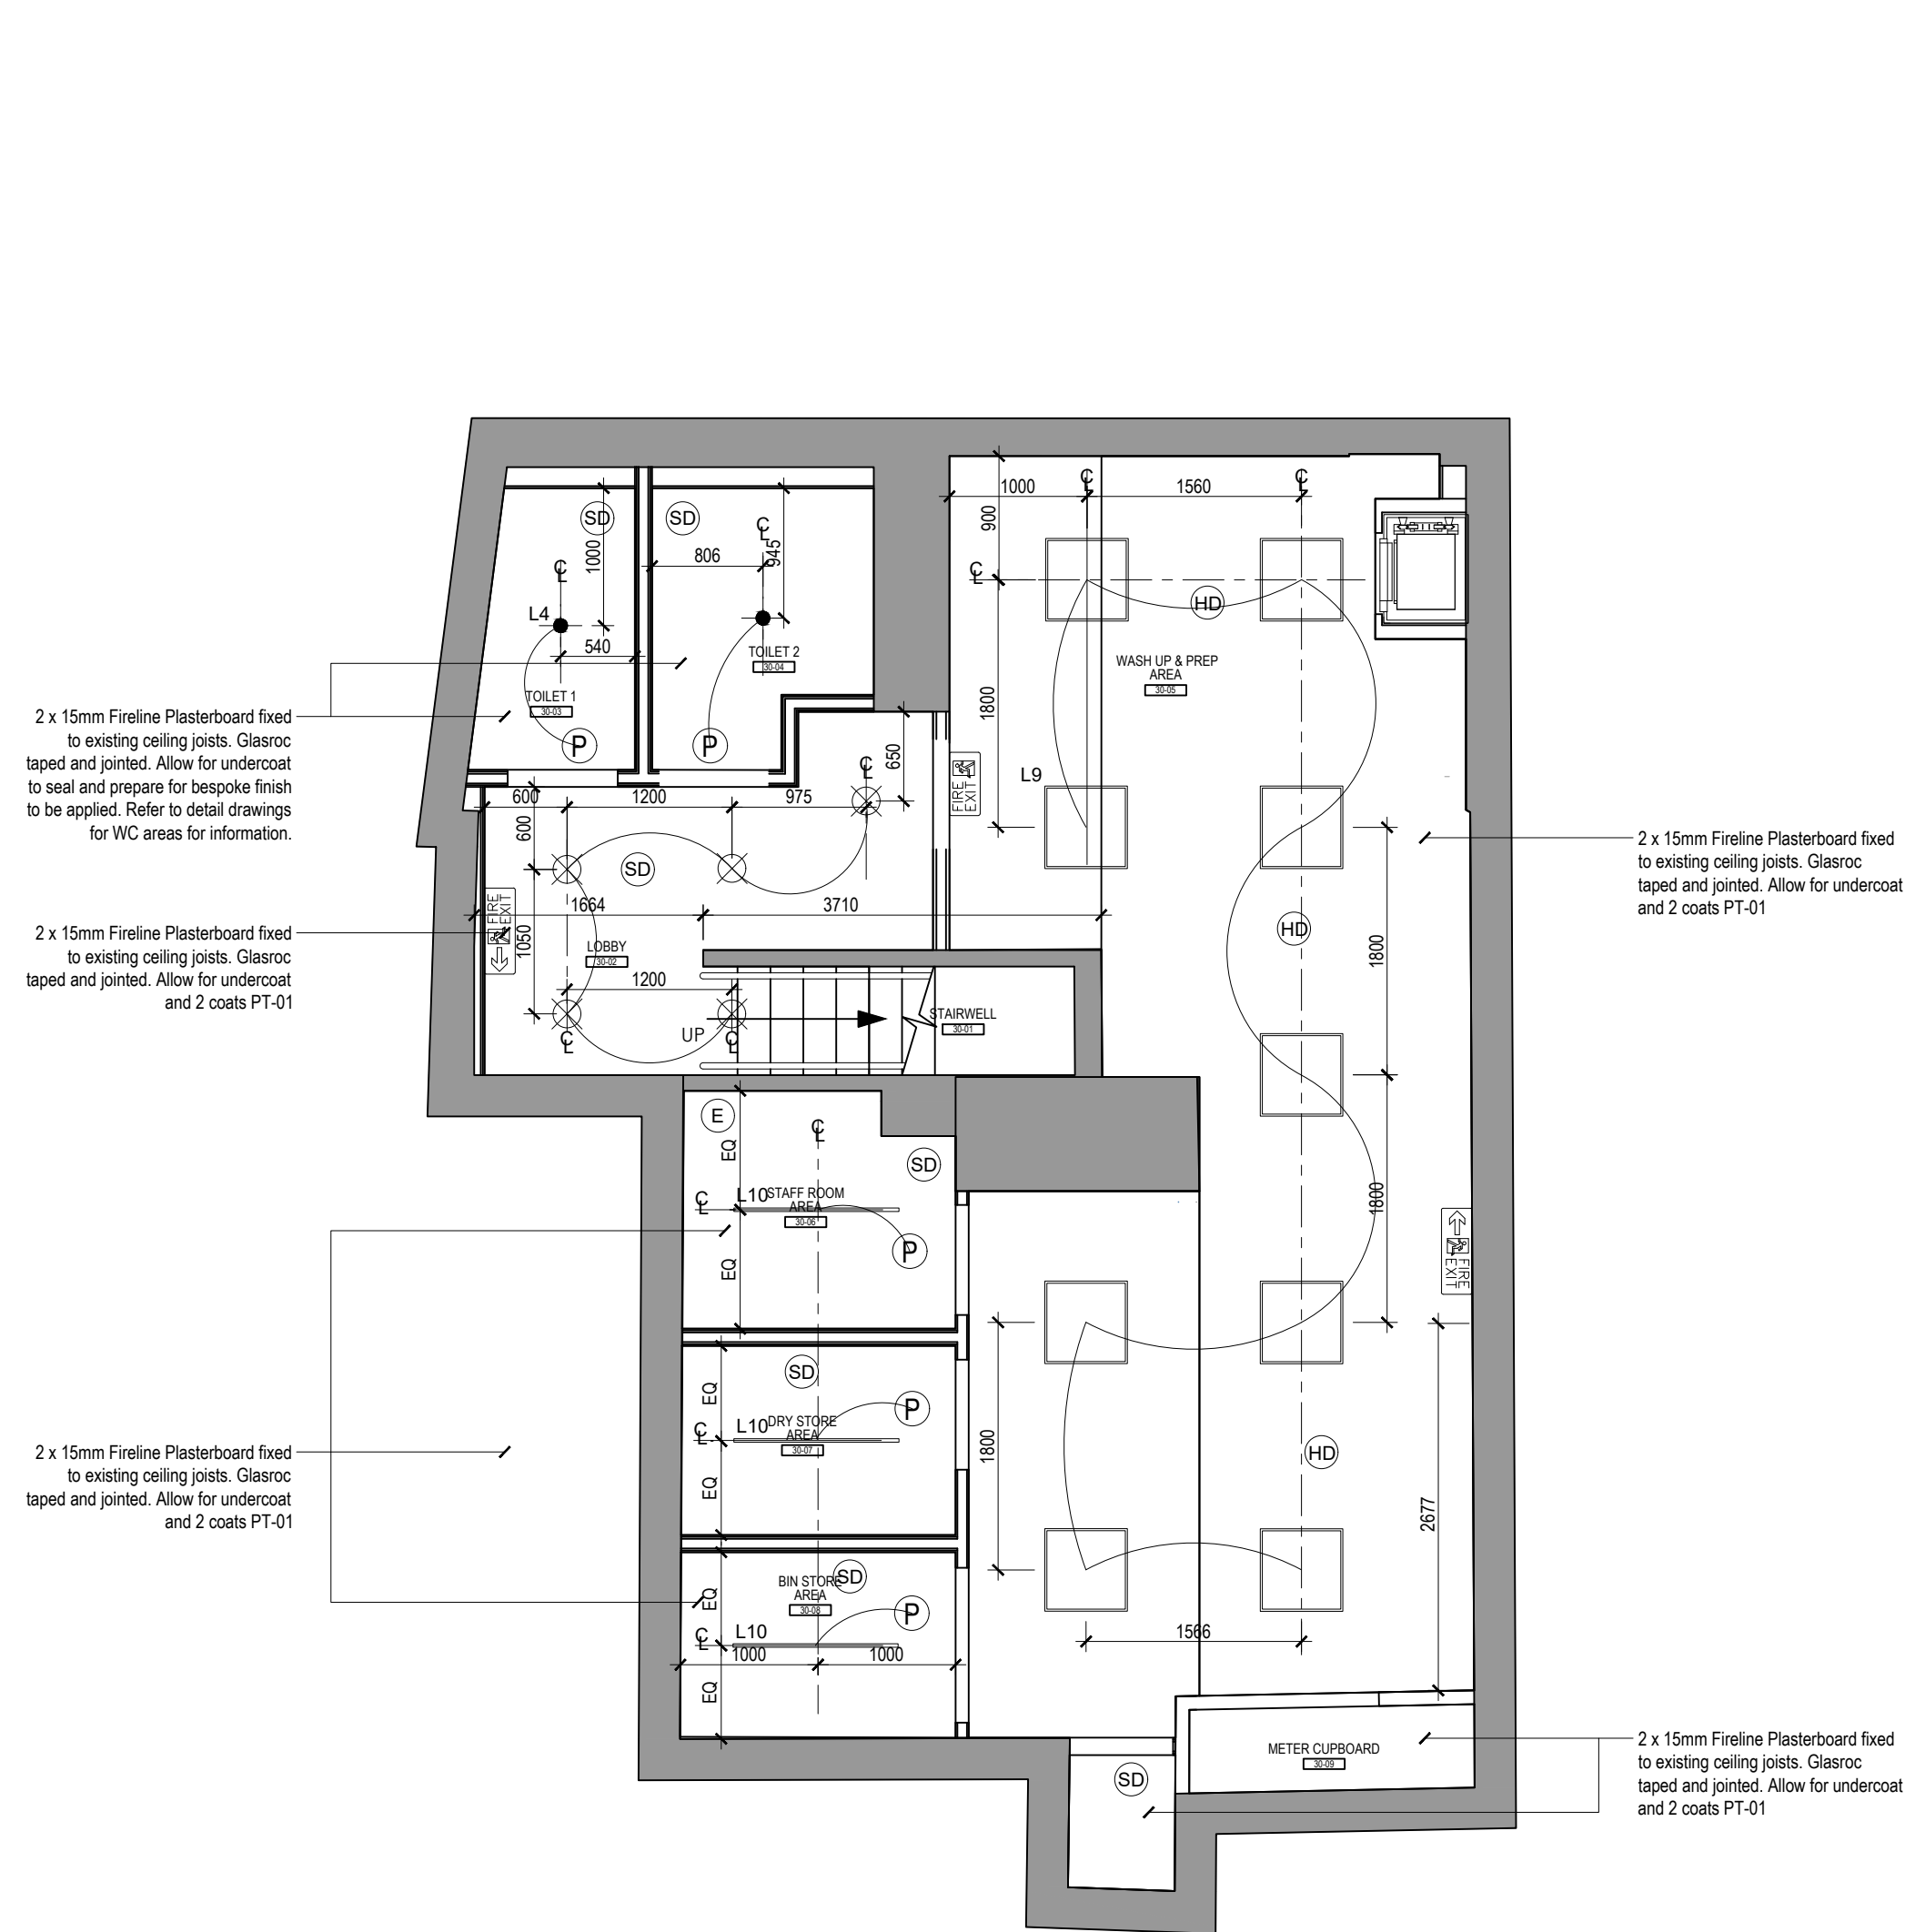 1000
1560
℄
℄
900
SD
SD
℄
℄
1000
806
945
℄
HD
L4
540
TOILET 2
30-04
WASH UP & PREP
AREA
30-05
TOILET 1
30-03
1800
P
P
650
℄
L9
FIRE
EXIT
2 x 15mm Fireline Plasterboard fixed
to existing ceiling joists. Glasroc
taped and jointed. Allow for undercoat
to seal and prepare for bespoke finish
to be applied. Refer to detail drawings
for WC areas for information.
600
1200
975
600
SD
2 x 15mm Fireline Plasterboard fixed
to existing ceiling joists. Glasroc
taped and jointed. Allow for undercoat
and 2 coats PT-01
1664
3710
FIRE
EXIT
1050
LOBBY
30-02
HD
1800
2 x 15mm Fireline Plasterboard fixed
to existing ceiling joists. Glasroc
taped and jointed. Allow for undercoat
and 2 coats PT-01
1200
UP
℄
℄
STAIRWELL
30-01
E
EQ
℄
SD
℄
L10
STAFF ROOM
AREA
30-06
1800
P
EQ
FIRE
EXIT
SD
EQ
P
℄
L10
DRY STORE
AREA
30-07
1800
HD
EQ
2677
2 x 15mm Fireline Plasterboard fixed
to existing ceiling joists. Glasroc
taped and jointed. Allow for undercoat
and 2 coats PT-01
SD
BIN STORE
AREA
30-08
EQ
P
℄
L10
1000
1000
1566
EQ
METER CUPBOARD
30-09
SD
2 x 15mm Fireline Plasterboard fixed
to existing ceiling joists. Glasroc
taped and jointed. Allow for undercoat
and 2 coats PT-01